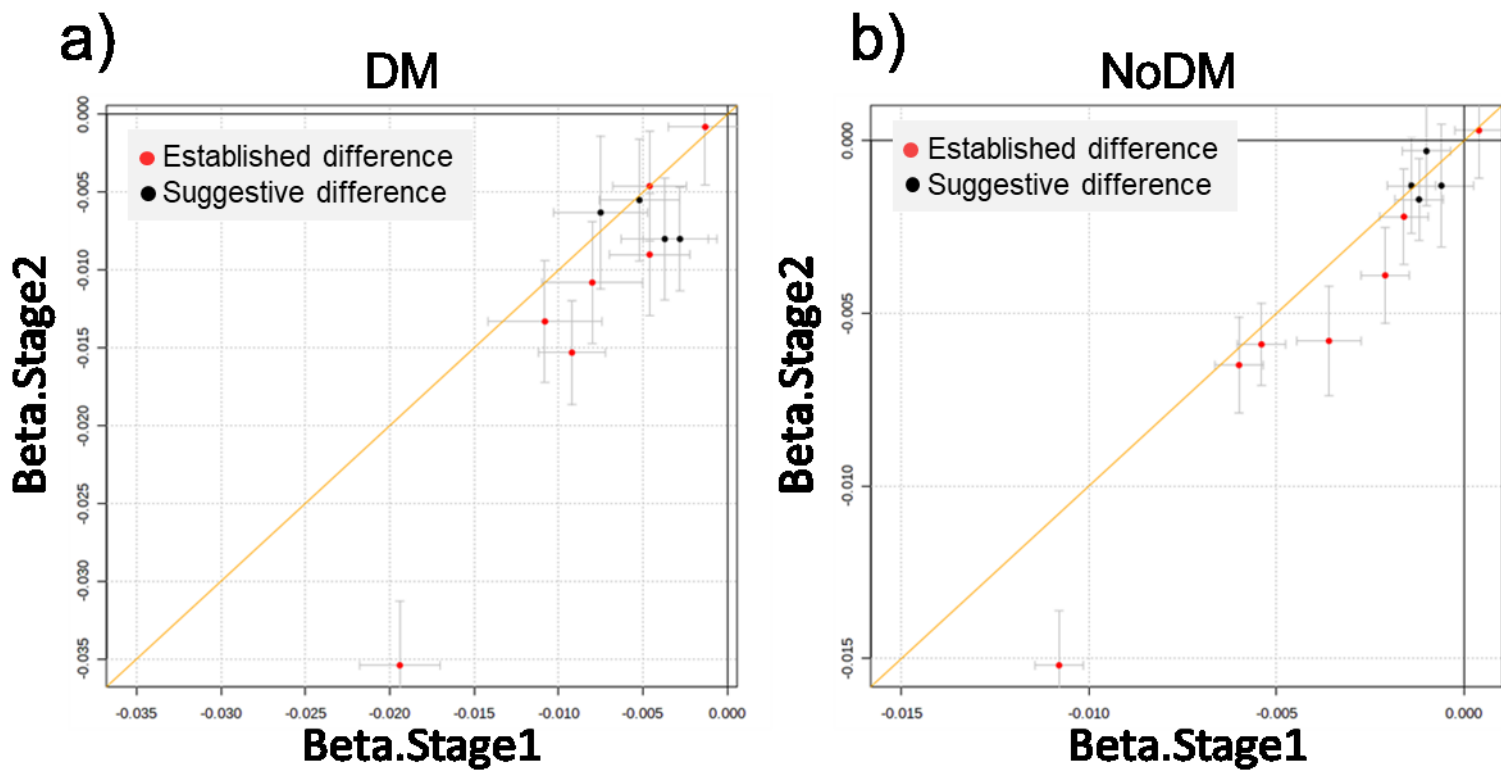 a)
DM
Established difference
Suggestive difference
0.000
-0.005
-0.010
-0.015
-0.020
-0.025
-0.030
-0.035
Beta.Stage2
-0.035
-0.030
-0.025
-0.020
-0.015
-0.010
-0.005
0.000
Beta.Stage1
b)
NoDM
Established difference
Suggestive difference
0.000
-0.005
-0.010
-0.015
Beta.Stage2
-0.015
-0.010
-0.005
0.000
Beta.Stage1